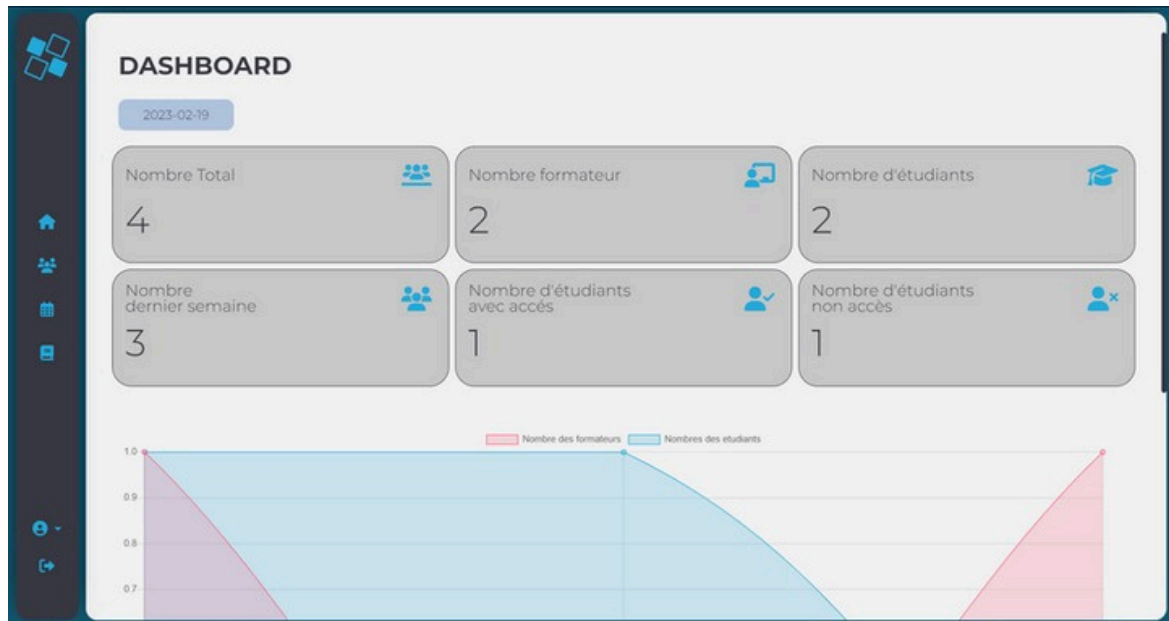 DASHBOARD
2023-02-19
Nombre Total
4
Nombre formateur
2
Nombre d'étudiants
2
Nombre
dernier semaine
3
Nombre d'étudiants
avec accés
1
Nombre d'étudiants
non accès
1
Nombre des formateurs Nombres des etudiants
1.0
0.9
0.8
0.7